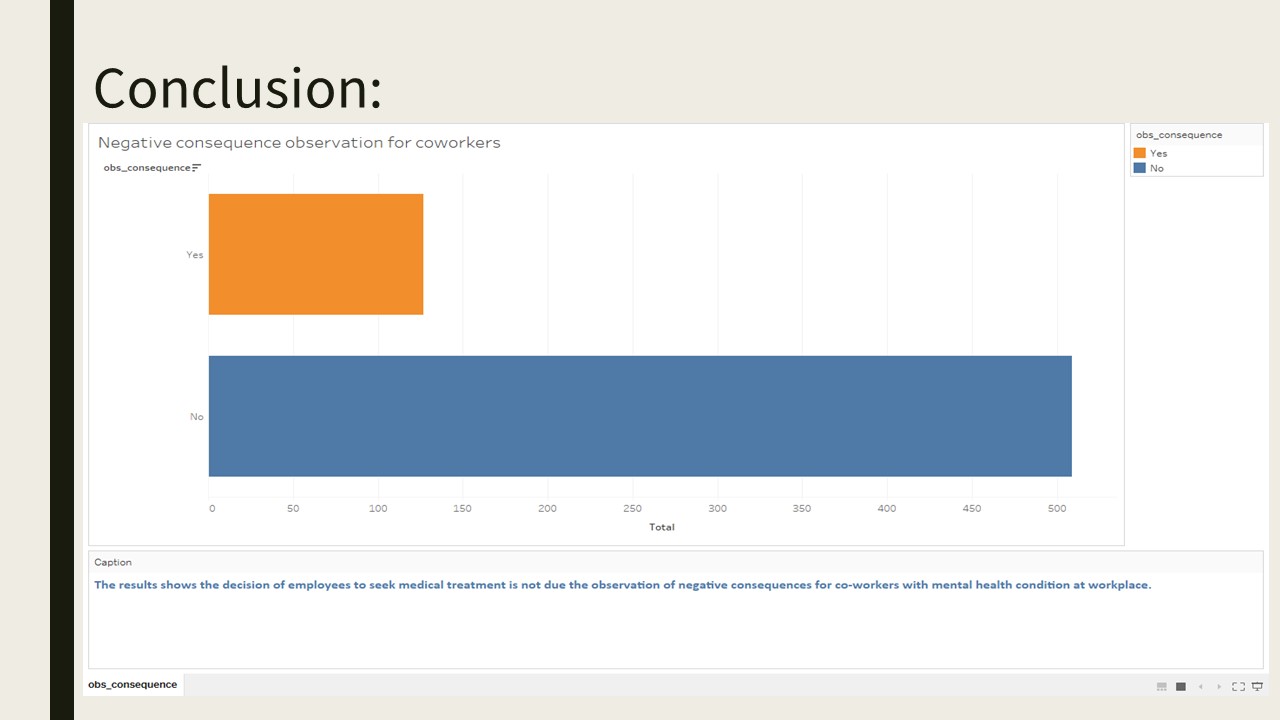 Conclusion:
Negative consequence observation for coworkers
obs_consequence
obs_consequence
Yes
No
Yes
No
0 50 100 150 200 250 300 350 400 450 500
Total
Caption
The results shows the decision of employees to seek medical treatment is not due the observation of negative consequences for co-workers with mental health condition at workplace.
obs_consequence